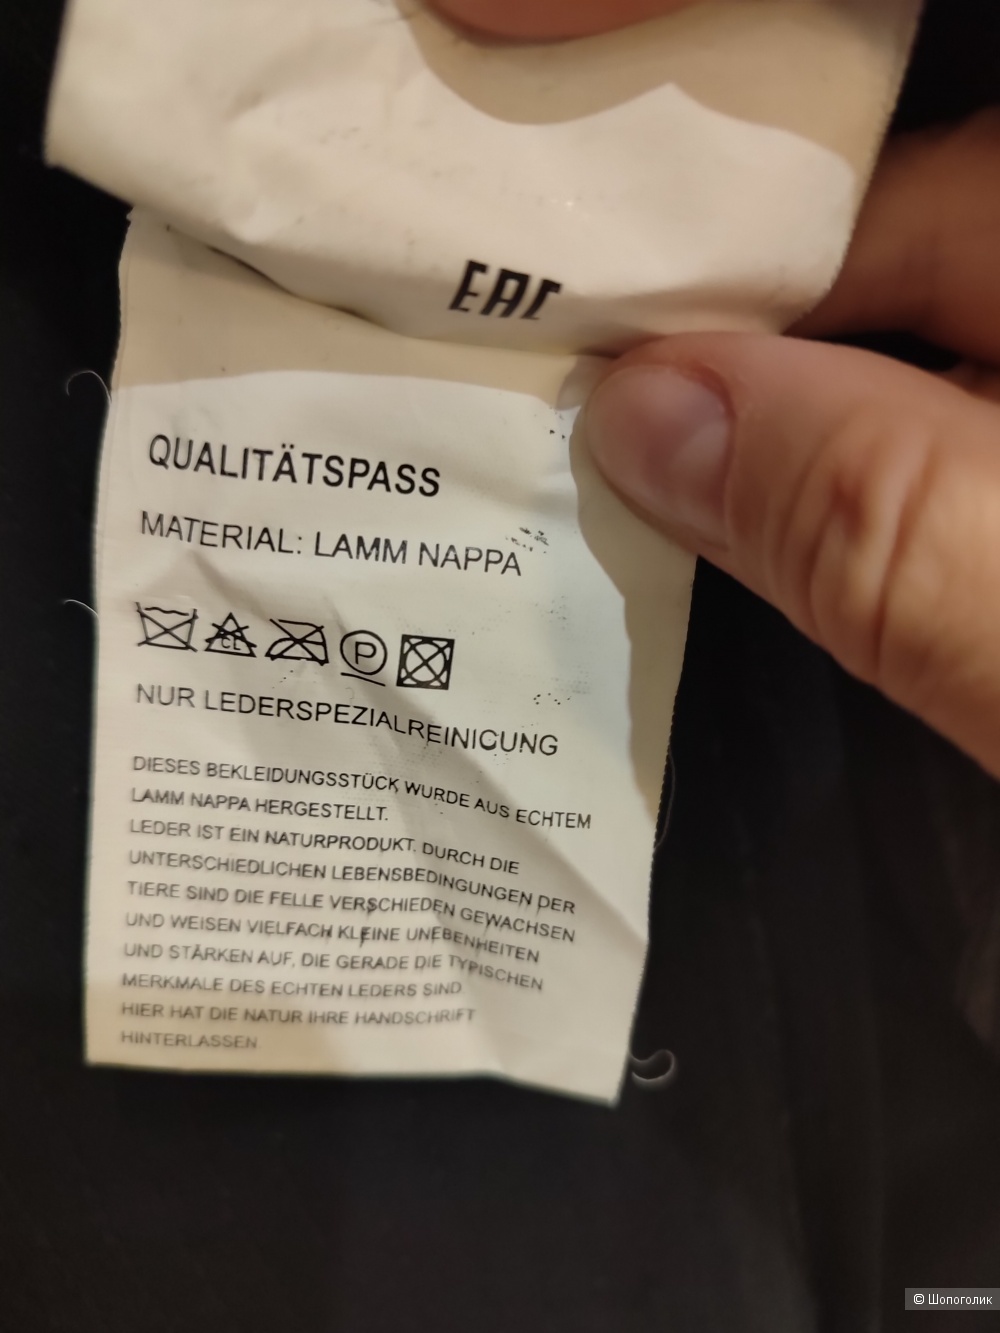 EAC
QUALITÄTSPASS
MATERIAL: LAMM NAPPA
CL P
NUR LEDERSPEZIALREINIGUNG
DIESES BEKLEIDUNGSSTÜCK WURDE AUS ECHTEM
LAMM NAPPA HERGESTELLT.
LEDER IST EIN NATURPRODUKT. DURCH DIE
UNTERSCHIEDLICHEN LEBENSBEDINGUNGEN DER
TIERE SIND DIE FELLE VERSCHIEDEN GEWACHSEN
UND WEISEN VIELFACH KLEINE UNEBENHEITEN
UND STÄRKEN AUF, DIE GERADE DIE TYPISCHEN
MERKMALE DES ECHTEN LEDERS SIND
HIER HAT DIE NATUR IHRE HANDSCHRIFT
HINTERLASSEN.
© Шопоголик